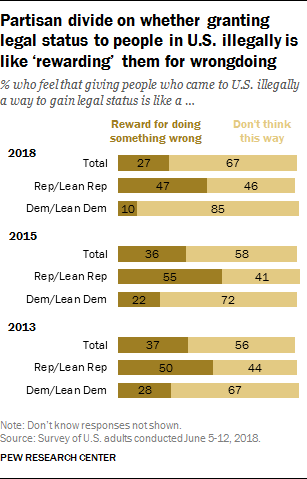 Partisan divide on whether granting
legal status to people in U.S. illegally is
like ‘rewarding’ them for wrongdoing
% who feel that giving people who came to U.S. illegally
a way to gain legal status is like a ...
Reward for doing
something wrong
Don't think
this way
2018
Total 27 67
Rep/Lean Rep 47 46
Dem/Lean Dem 10 85
2015
Total 36 58
Rep/Lean Rep 55 41
Dem/Lean Dem 22 72
2013
Total 37 56
Rep/Lean Rep 50 44
Dem/Lean Dem 28 67
Note: Don't know responses not shown.
Source: Survey of U.S. adults conducted June 5-12, 2018.
PEW RESEARCH CENTER